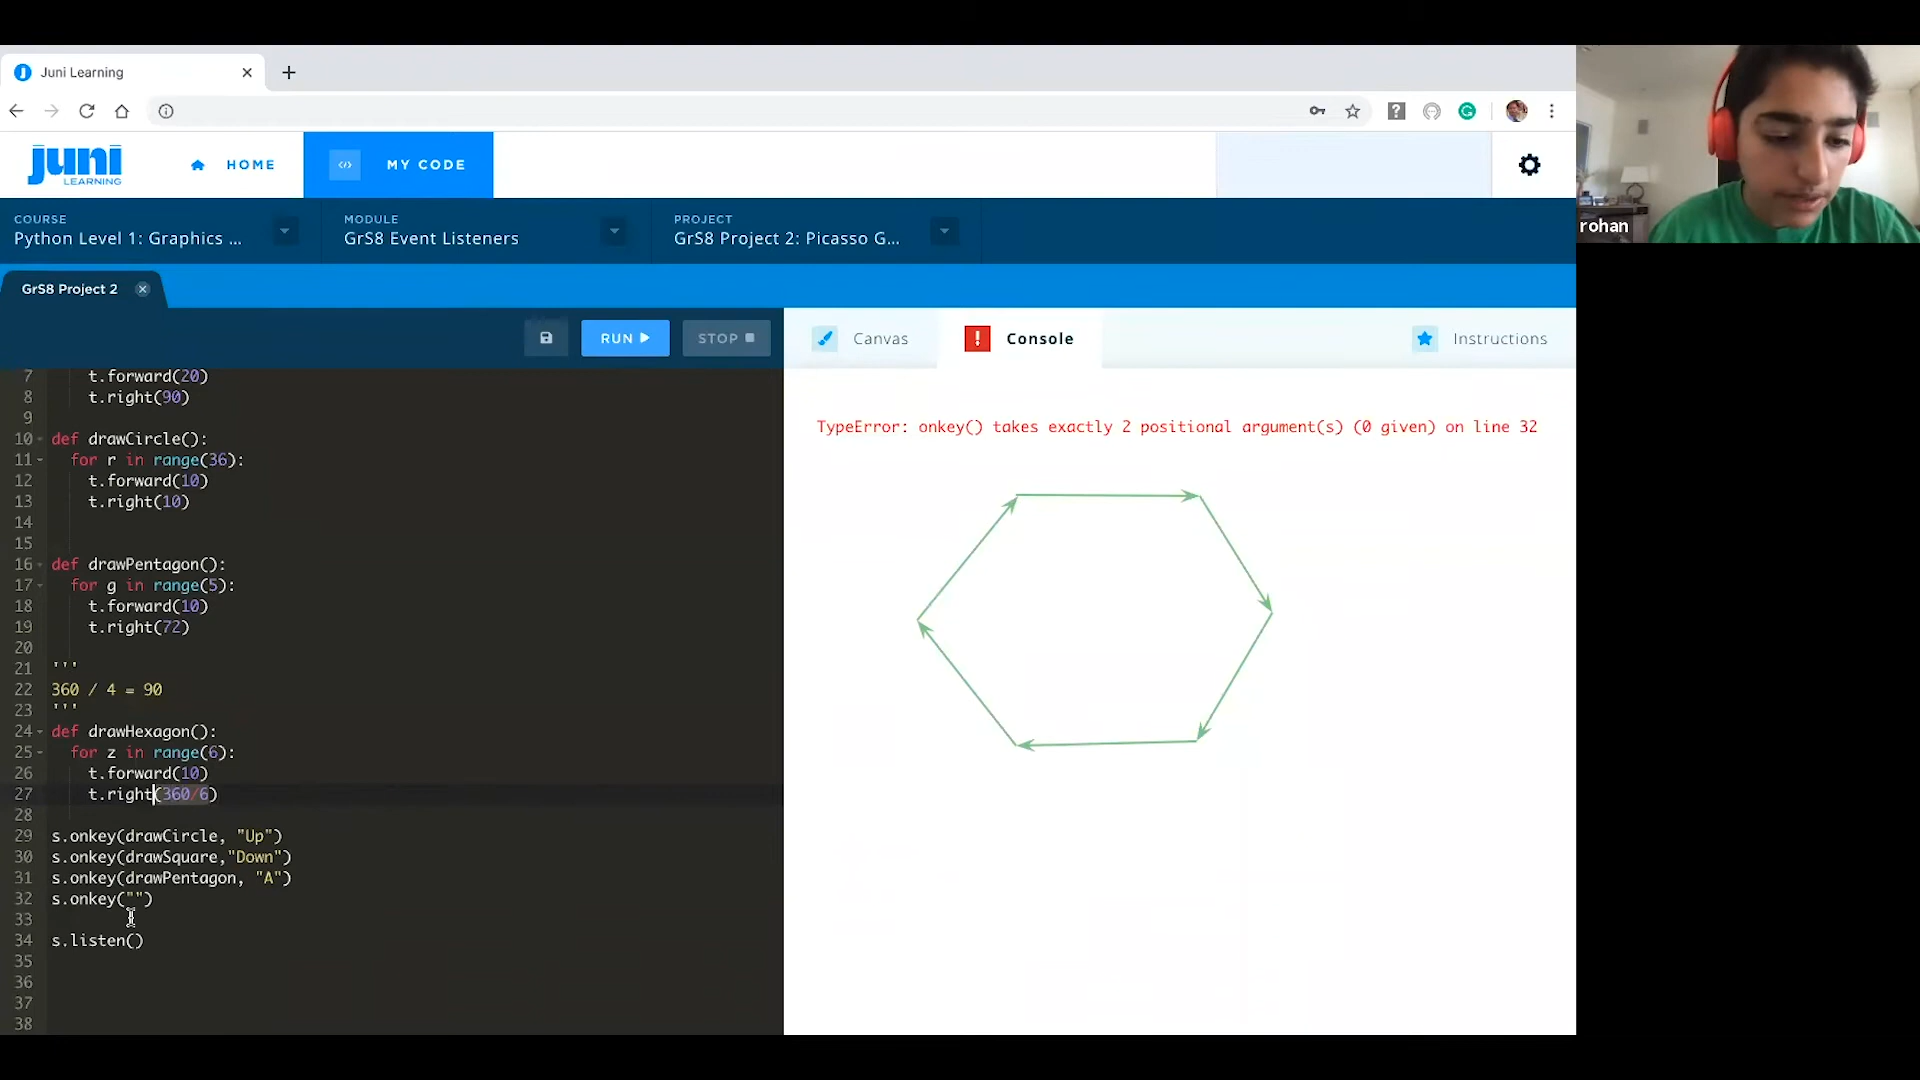 Juni Learning
juni
LEARNING
HOME
MY CODE
COURSE
Python Level 1: Graphics ...
MODULE
GrS8 Event Listeners
PROJECT
GrS8 Project 2: Picasso G...
GrS8 Project 2
RUN
STOP
Canvas
Console
Instructions
7 t.forward(20)
8 t.right(90)
9
10 def drawCircle():
11 for r in range(36):
12 t.forward(10)
13 t.right(10)
14
15
16 def drawPentagon():
17 for g in range(5):
18 t.forward(10)
19 t.right(72)
20
21 '''
22 360 / 4 = 90
23 '''
24 def drawHexagon():
25 for z in range(6):
26 t.forward(10)
27 t.right(360/6)
28
29 s.onkey(drawCircle, "Up")
30 s.onkey(drawSquare,"Down")
31 s.onkey(drawPentagon, "A")
32 s.onkey("")
33
34 s.listen()
35
36
37
38
TypeError: onkey() takes exactly 2 positional argument(s) (0 given) on line 32
rohan